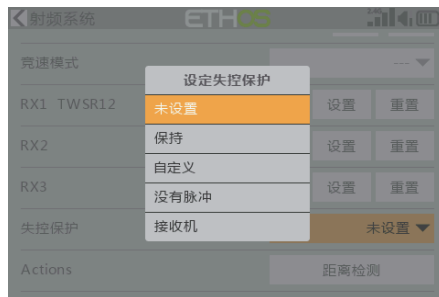 射频系统 ETHOS 2.4G
竞速模式 ---
设定失控保护
RX1 TWSR12 未设置 设置 重置
保持
RX2 设置 重置
自定义
RX3 设置 重置
没有脉冲
失控保护 接收机 未设置
Actions 距离检测